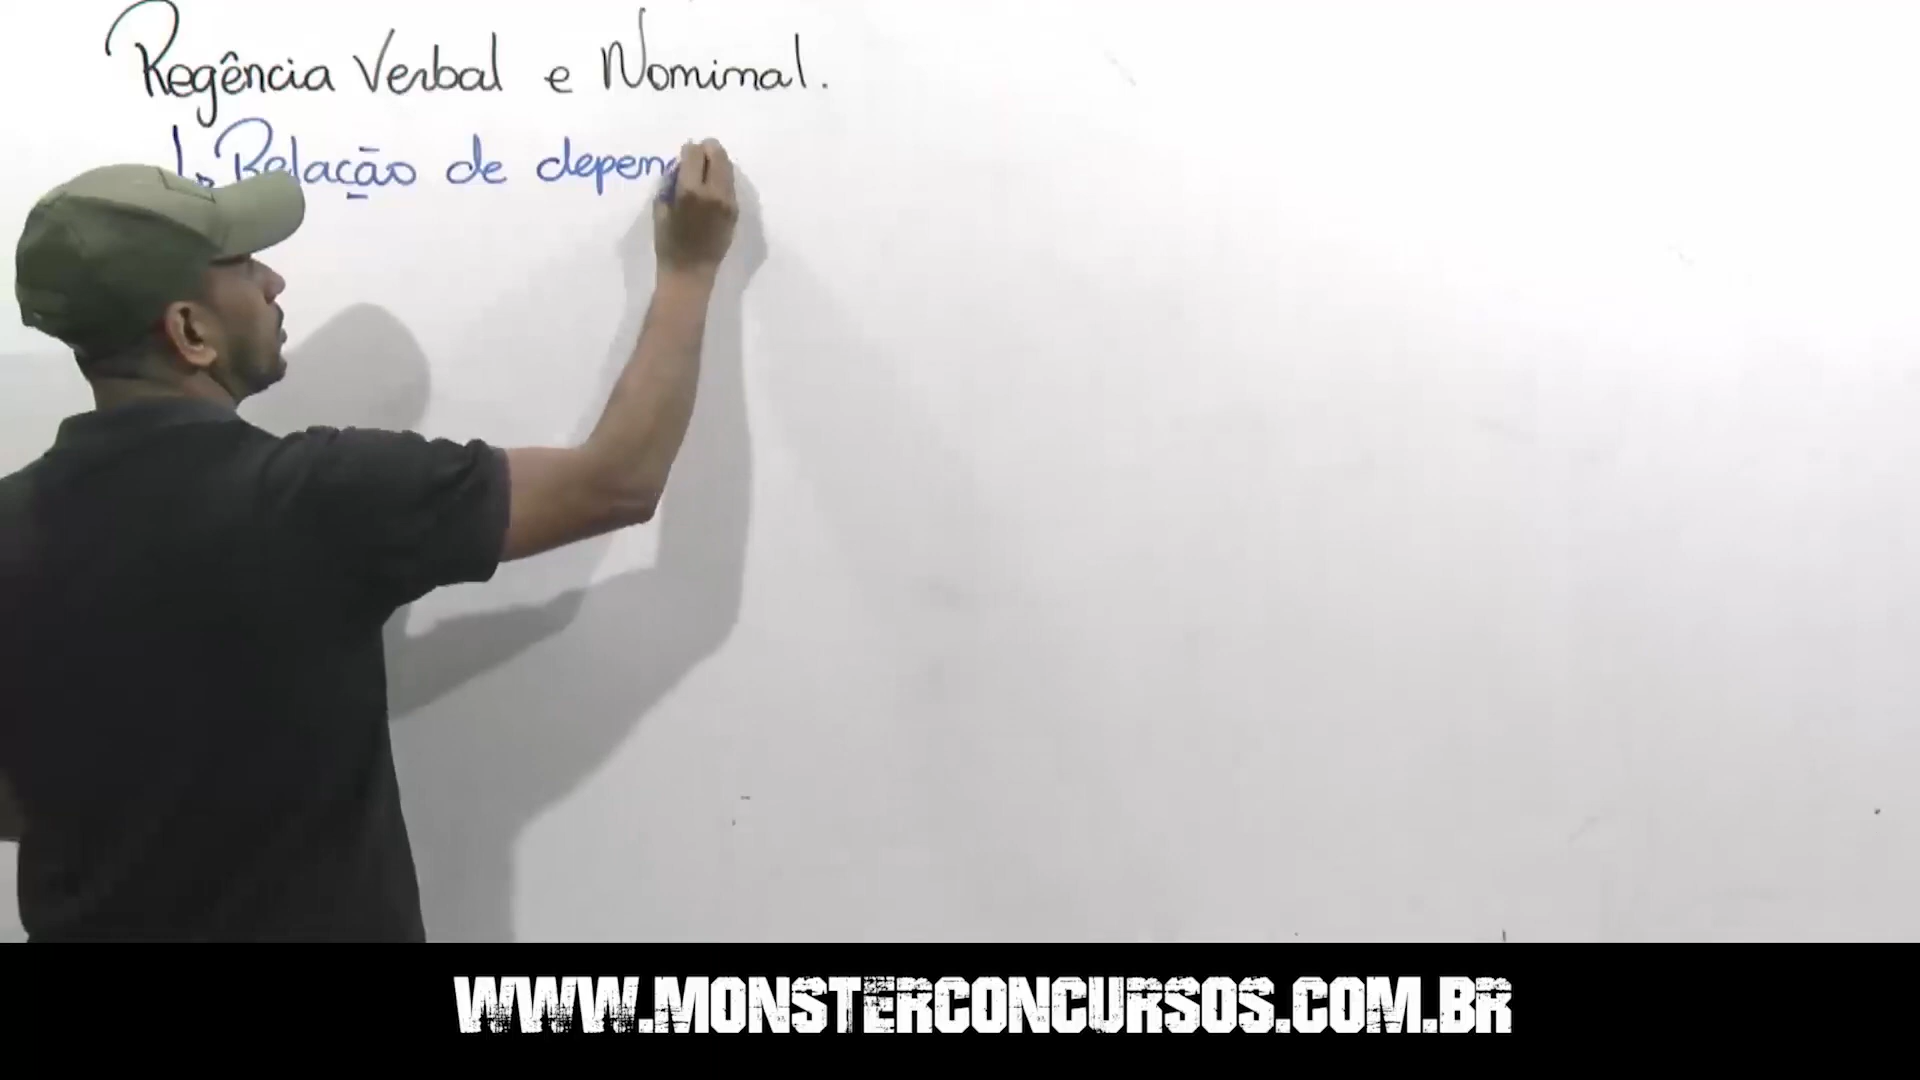 Regência Verbal e Nominal.
Relação de depen
WWW.MONSTERCONCURSOS.COM.BR